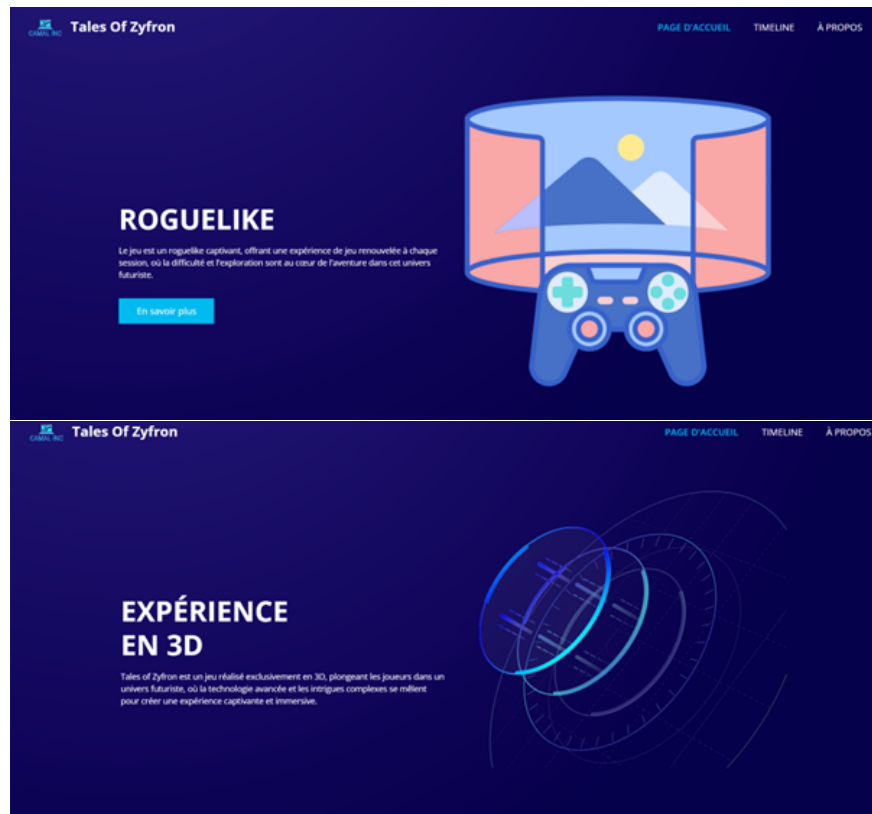 CAMAL INC
Tales Of Zyfron
PAGE D'ACCUEIL
TIMELINE
À PROPOS
ROGUELIKE
Le jeu est un roguelike captivant, offrant une expérience de jeu renouvelée à chaque
session, où la difficulté et l'exploration sont au cœur de l'aventure dans cet univers
futuriste.
En savoir plus
CAMAL INC
Tales Of Zyfron
PAGE D'ACCUEIL
TIMELINE
À PROPOS
EXPÉRIENCE
EN 3D
Tales of Zyfron est un jeu réalisé exclusivement en 3D, plongeant les joueurs dans un
univers futuriste, où la technologie avancée et les intrigues complexes se mêlent
pour créer une expérience captivante et immersive.